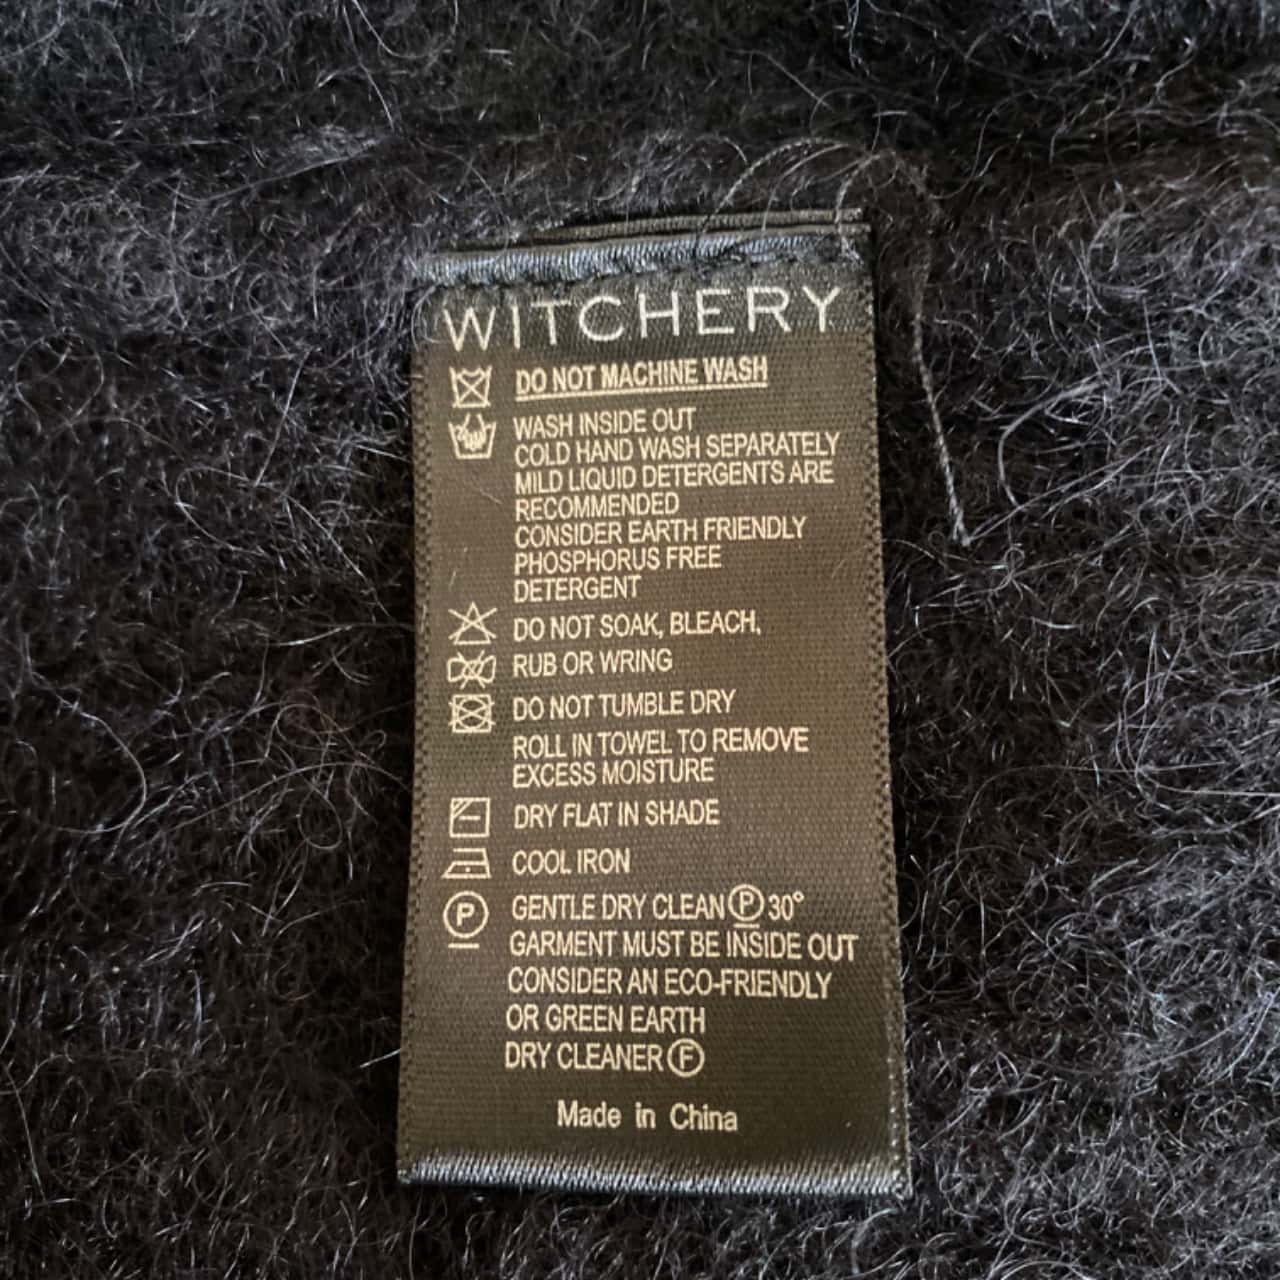 WITCHERY
DO NOT MACHINE WASH
WASH INSIDE OUT
COLD HAND WASH SEPARATELY
MILD LIQUID DETERGENTS ARE
RECOMMENDED
CONSIDER EARTH FRIENDLY
PHOSPHORUS FREE
DETERGENT
DO NOT SOAK, BLEACH,
RUB OR WRING
DO NOT TUMBLE DRY
ROLL IN TOWEL TO REMOVE
EXCESS MOISTURE
DRY FLAT IN SHADE
COOL IRON
P GENTLE DRY CLEAN Ⓟ 30°
GARMENT MUST BE INSIDE OUT
CONSIDER AN ECO-FRIENDLY
OR GREEN EARTH
DRY CLEANER Ⓕ
Made in China